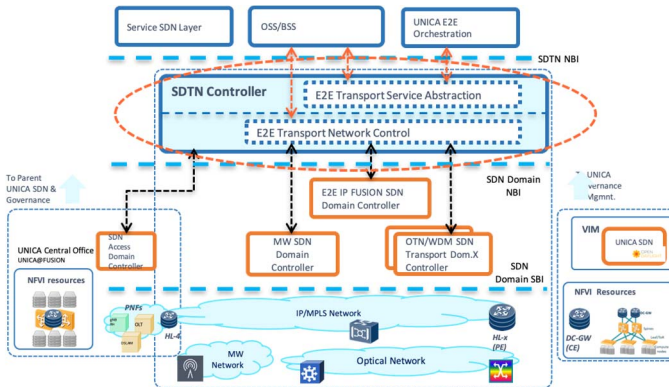 Service SDN Layer
OSS/BSS
UNICA E2E
Orchestration
SDTN NBI
SDTN Controller
E2E Transport Service Abstraction
E2E Transport Network Control
SDN Domain
NBI
To Parent
UNICA SDN &
Governance
E2E IP FUSION SDN
Domain Controller
UNICA Central Office
UNICA@FUSION
SDN
Access
Domain
Controller
MW SDN
Domain
Controller
OTN/WDM SDN
Transport Dom.X
Controller
SDN
Domain SBI
VIM
UNICA SDN
NFVI resources
PNFs
OLT
HL-4
IP/MPLS Network
HL-x
(PE)
MW
Network
Optical Network
NFVI Resources
DC-GW
(CE)